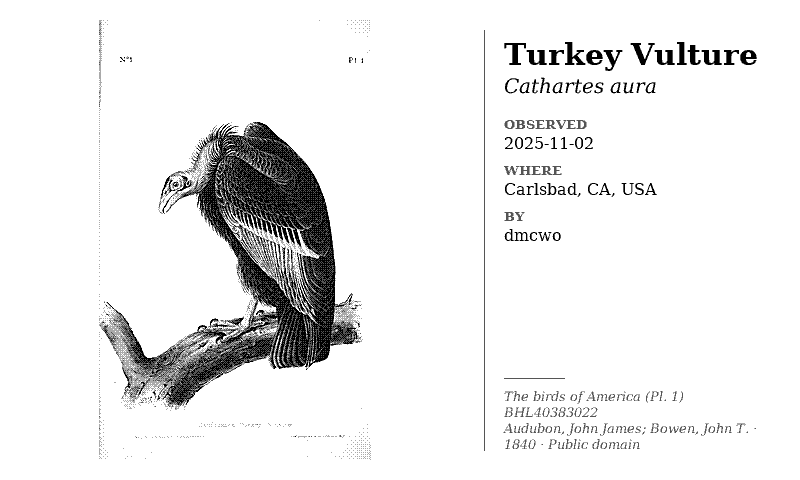 Nº1
Pl 1
Turkey Vulture
Cathartes aura
OBSERVED
2025-11-02
WHERE
Carlsbad, CA, USA
BY
dmcwo
The birds of America (Pl. 1)
BHL40383022
Audubon, John James; Bowen, John T. ·
1840 · Public domain